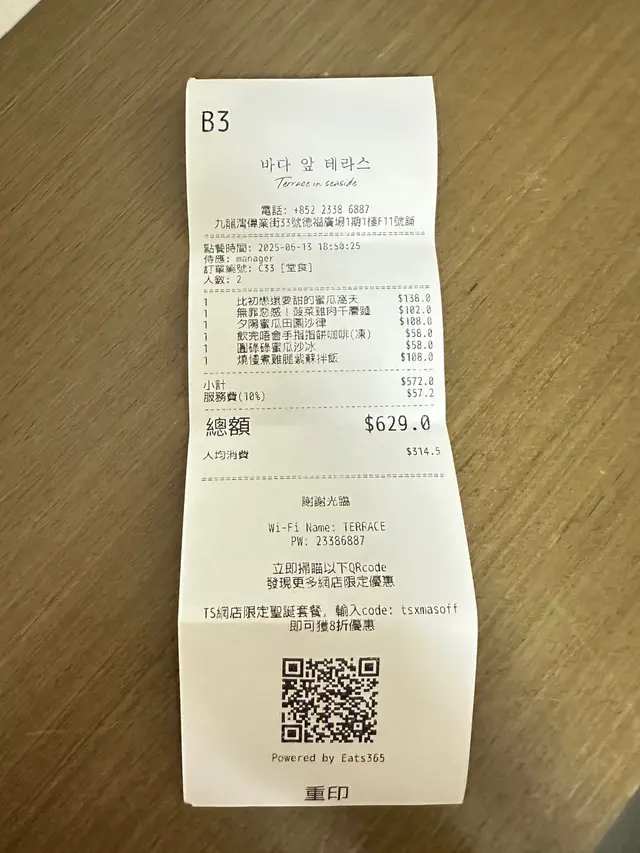 B3
바다 앞 테라스
Terrace in seaside
電話: +852 2338 6887
九龍灣偉業街33號德福廣場1期1樓F11號舖
點餐時間: 2025-06-13 18:50:25
侍應: manager
訂單編號: C33 [堂食]
人數: 2
1 比初戀還要甜的蜜瓜窩夫 $138.0
1 無罪惡感！菠菜雞肉千層麵 $102.0
1 夕陽蜜瓜田園沙律 $108.0
1 飲完唔會手指指餅咖啡(凍) $58.0
1 圓碌碌蜜瓜沙冰 $58.0
1 燒慢煮雞腿紫蘇拌飯 $108.0
小計 $572.0
服務費(10%) $57.2
總額 $629.0
人均消費 $314.5
謝謝光臨
Wi-Fi Name: TERRACE
PW: 23386887
立即掃瞄以下QRcode
發現更多網店限定優惠
TS網店限定聖誕套餐, 輸入code: tsxmasoff
即可獲8折優惠
Powered by Eats365
重印